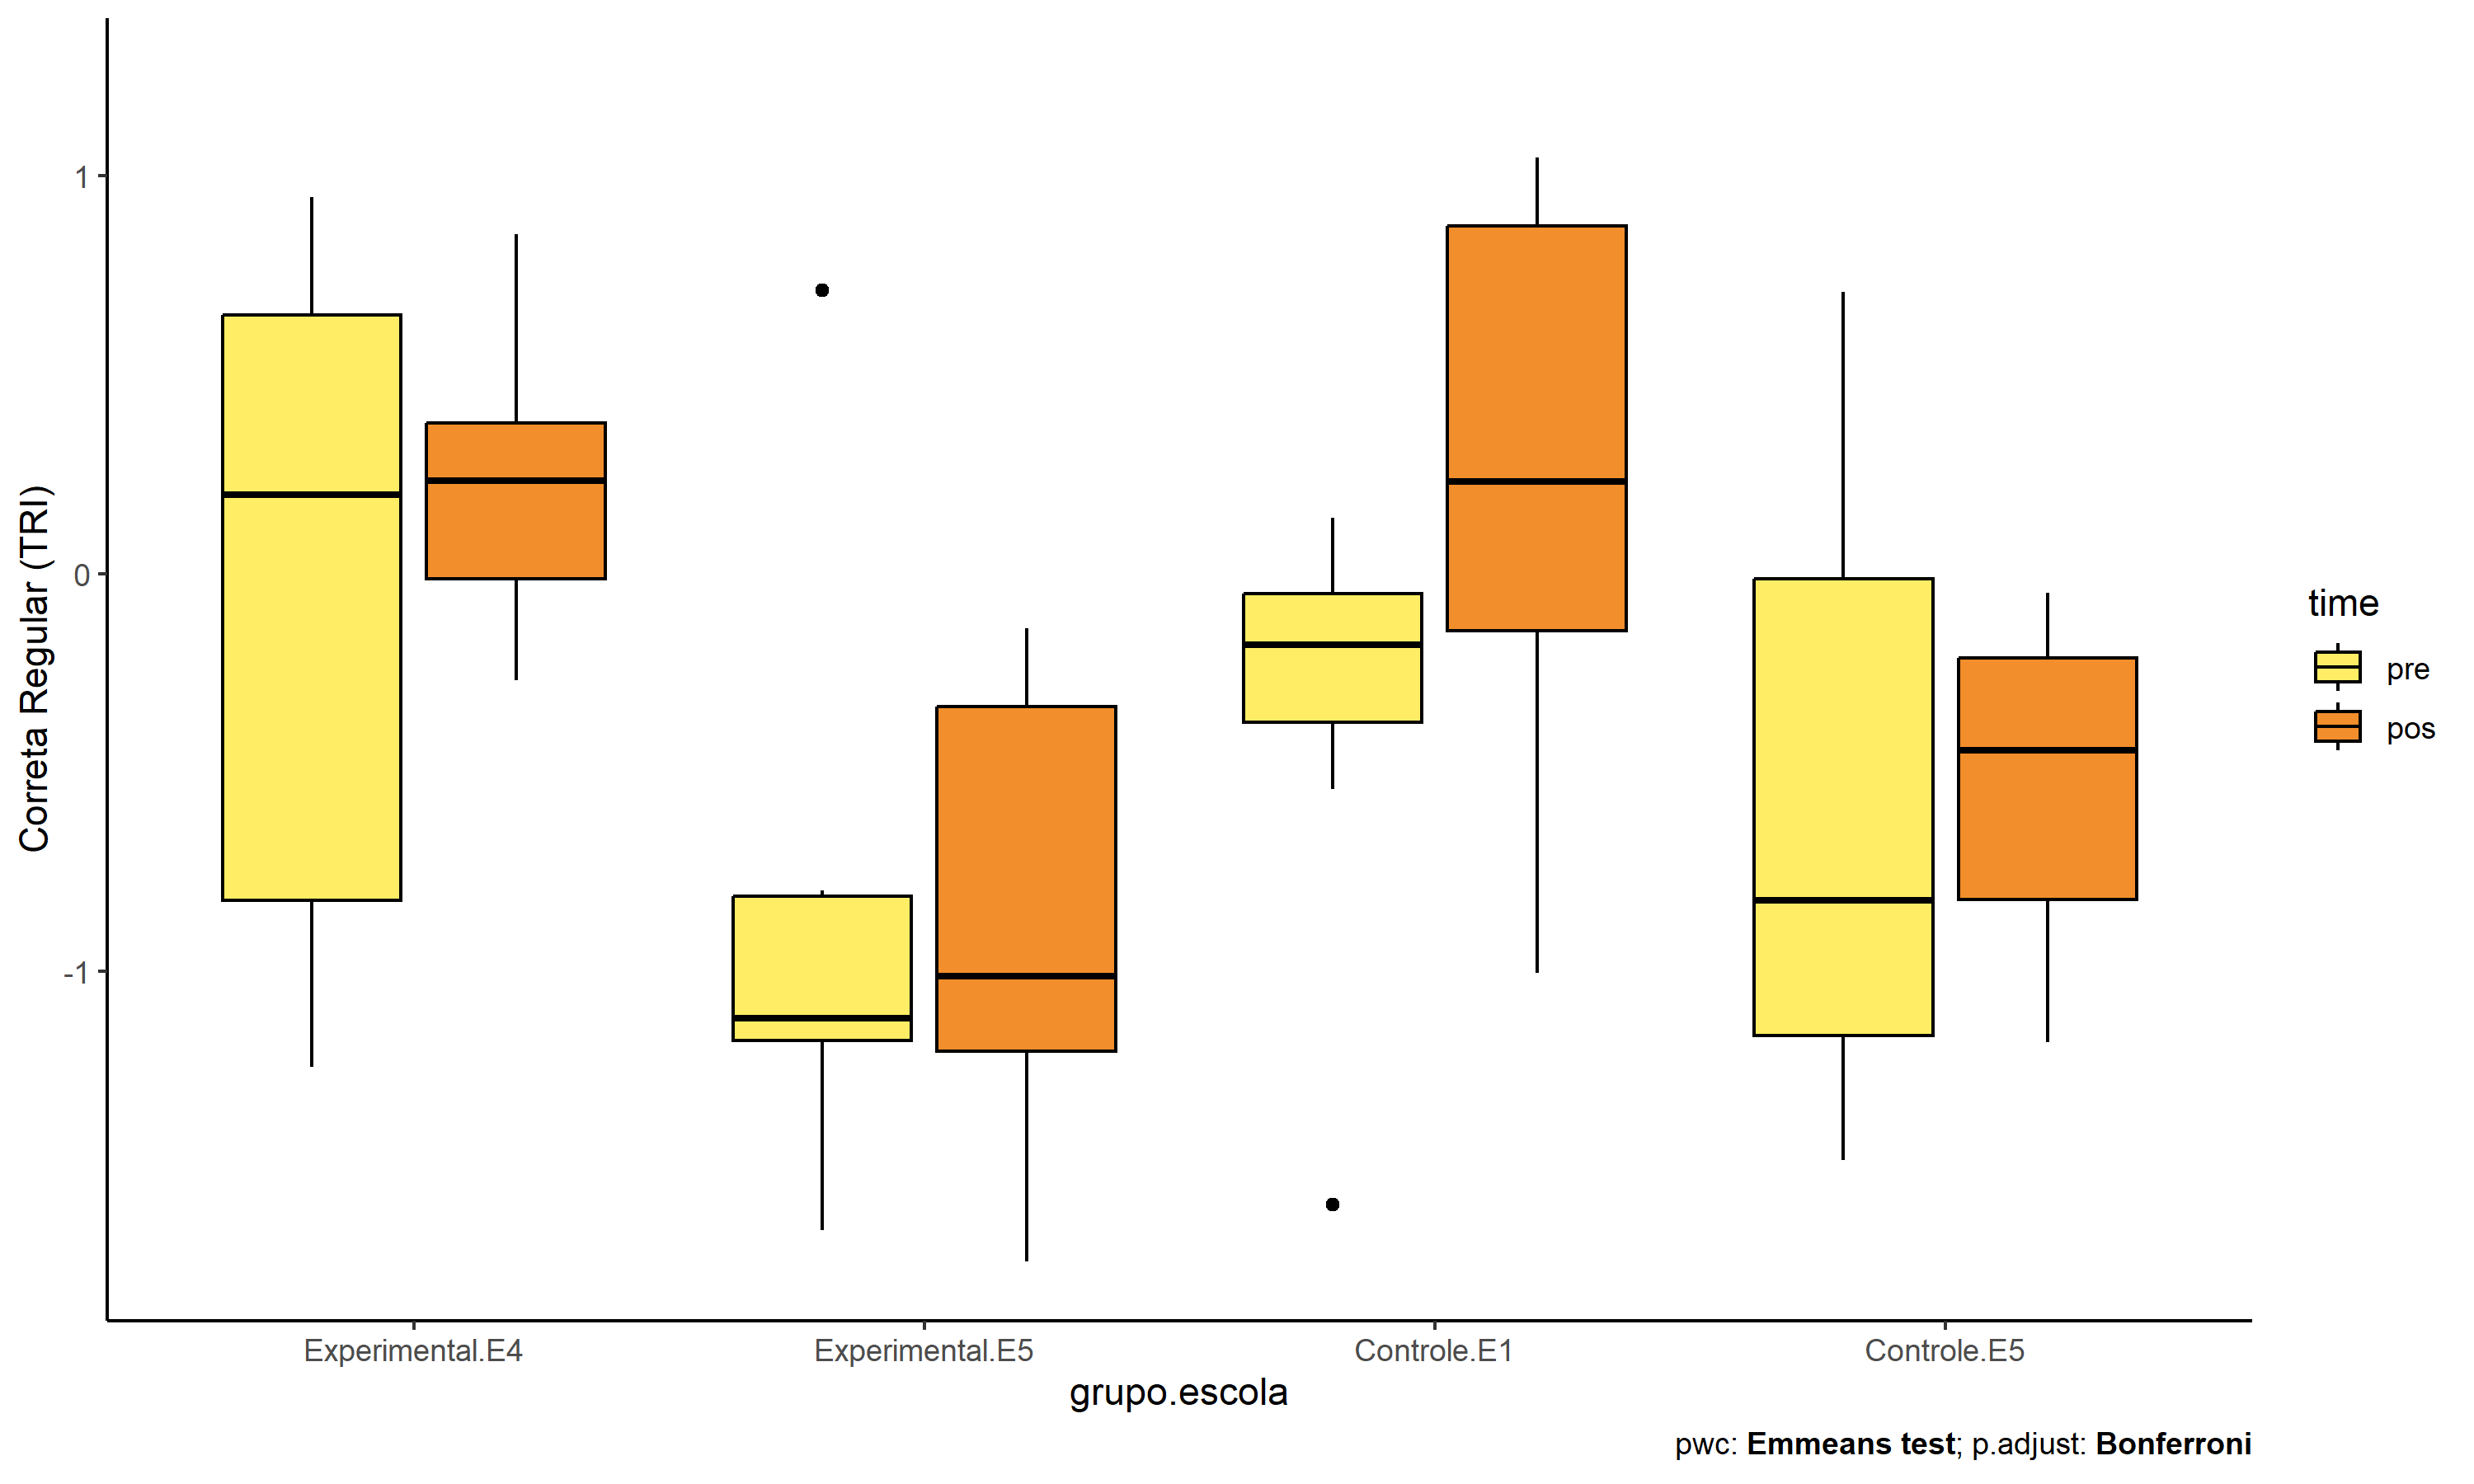 Correta Regular (TRI)
1
0
-1
Experimental.E4
Experimental.E5
Controle.E1
Controle.E5
grupo.escola
time
pre
pos
pwc: Emmeans test; p.adjust: Bonferroni